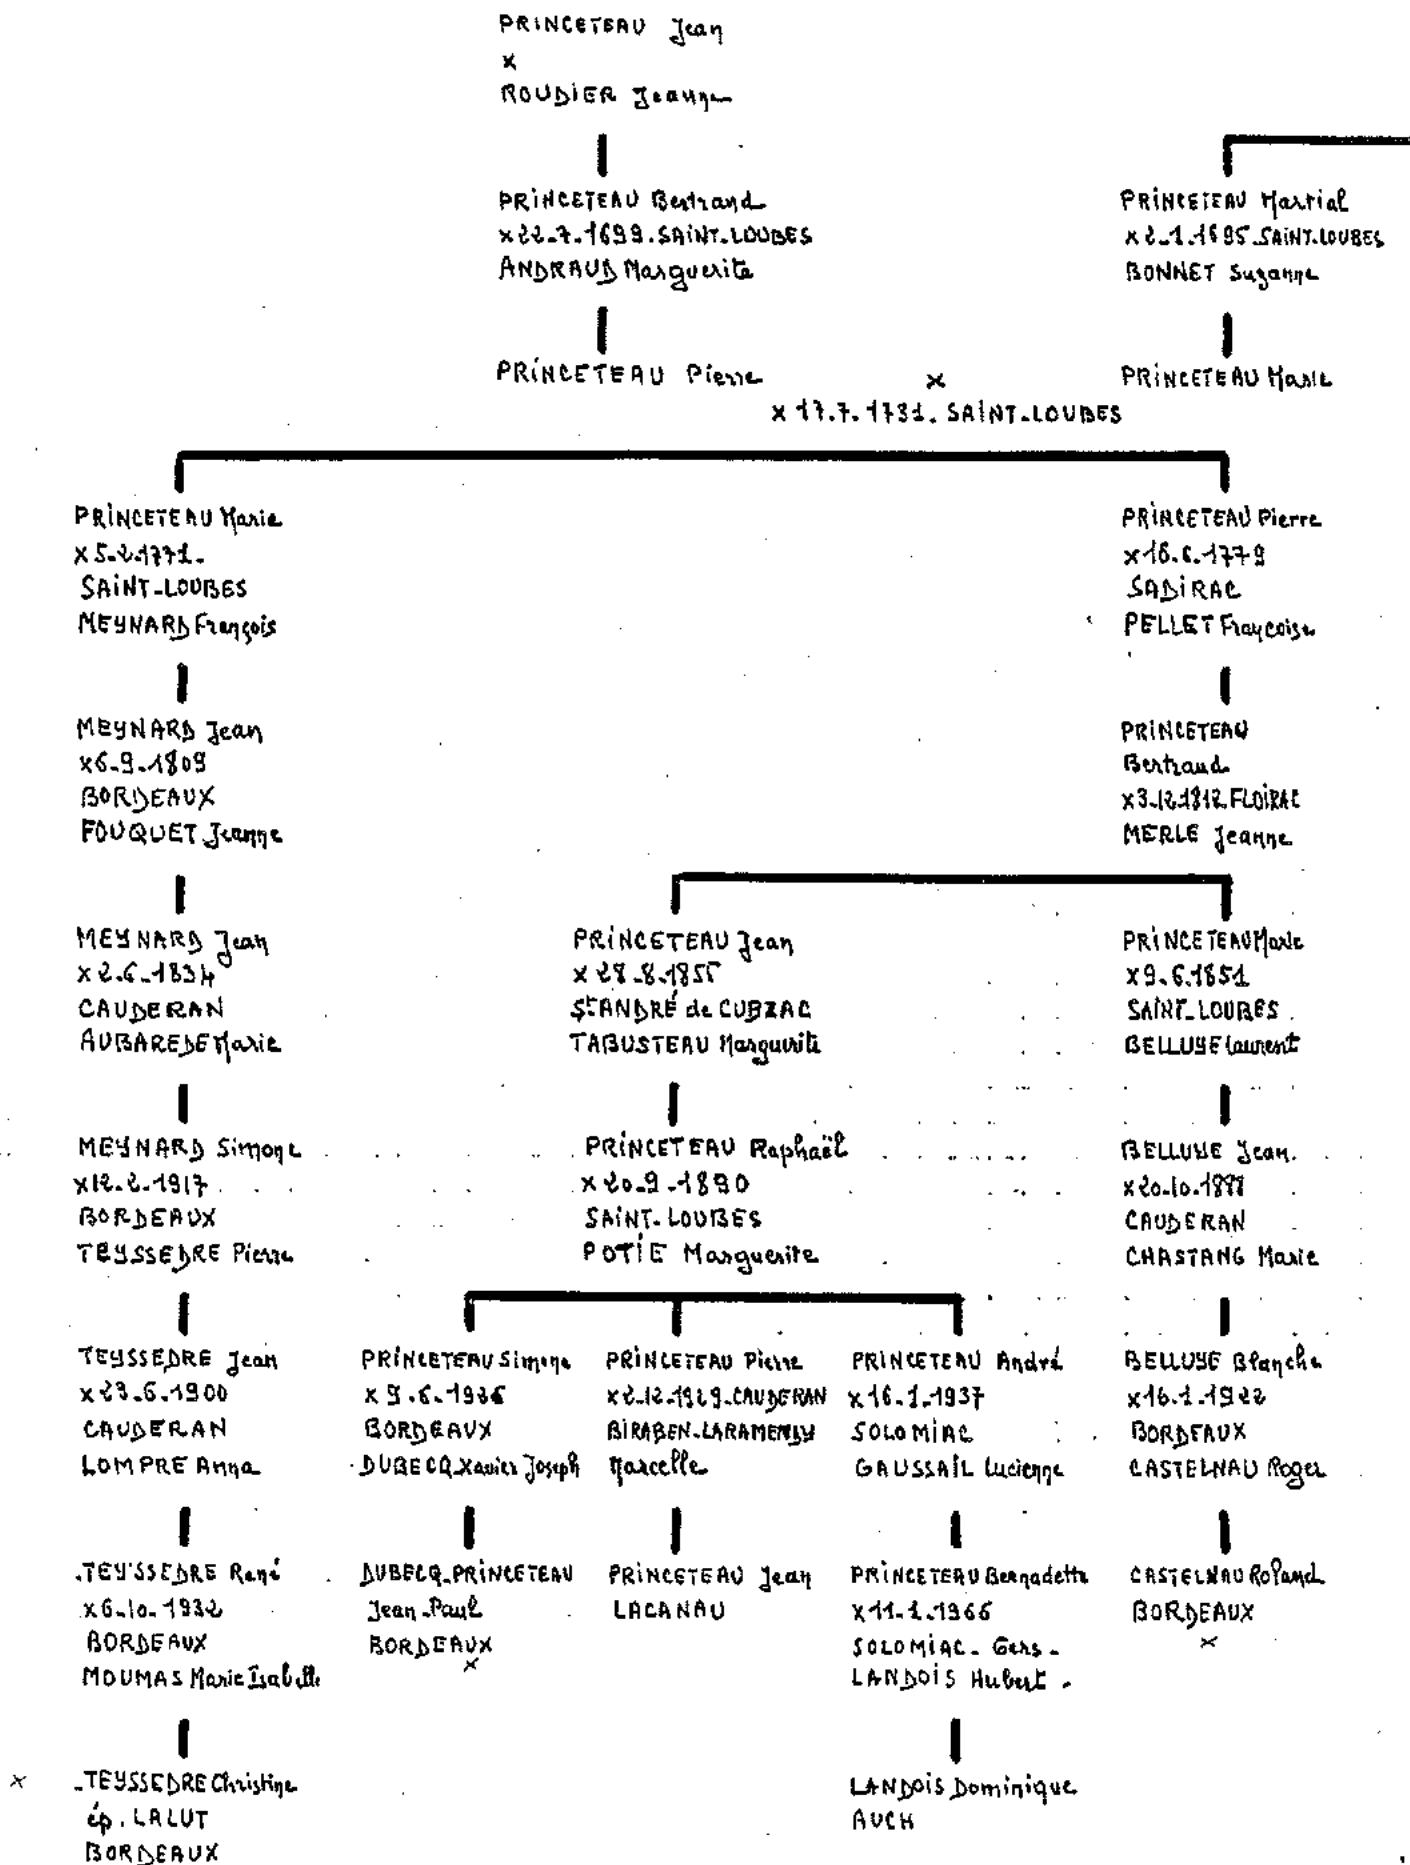 PRINCETEAU Jean
x
ROUDIER Jeanne
PRINCETEAU Bertrand
x 22.7.1699. SAINT-LOUBES
ANDRAUD Marguerite
PRINCETEAU Martial
x 2.1.1695. SAINT-LOUBES
BONNET Suzanne
PRINCETEAU Pierre
x
PRINCETEAU Marie
x 17.7.1731. SAINT-LOUBES
PRINCETEAU Marie
x 5.2.1771.
SAINT-LOUBES
MEYNARD François
PRINCETEAU Pierre
x 16.6.1779
SADIRAC
PELLET Françoise
MEYNARD Jean
x 6.9.1809
BORDEAUX
FOUQUET Jeanne
PRINCETEAU
Bertrand
x 3.12.1812. FLOIRAC
MERLE Jeanne
MEYNARD Jean
x 2.6.1834
CAUDERAN
AUBAREDE Marie
PRINCETEAU Jean
x 28.8.1855
St ANDRÉ de CUBZAC
TABUSTEAU Marguerite
PRINCETEAU Marie
x 9.6.1851
SAINT-LOUBES
BELLUYE Laurent
MEYNARD Simone
x 12.2.1917
BORDEAUX
TEYSSEDRE Pierre
PRINCETEAU Raphaël
x 20.9.1890
SAINT-LOUBES
POTIÉ Marguerite
BELLUYE Jean
CAUDERAN
CHASTANG Marie
TEYSSEDRE Jean
x 23.6.1900
CAUDERAN
LOMPRE Anna
PRINCETEAU Simone
x 9.6.1926
BORDEAUX
DUBECQ Xavier Joseph
PRINCETEAU Pierre
x 2.12.1929. CAUDERAN
Marcelle
PRINCETEAU André
x 16.1.1937
SOLOMIAC
GAUSSAIL Lucienne
BELLUYE Blanche
x 16.1.1922
BORDEAUX
CASTELNAU Roger
TEYSSEDRE René
x 6.10.1932
BORDEAUX
MOUMAS Marie Isabelle
DUBECQ-PRINCETEAU
Jean-Paul
BORDEAUX
x
PRINCETEAU Jean
LACANAU
PRINCETEAU Bernadette
x 11.1.1966
SOLOMIAC - Gers -
LANDOIS Hubert.
CASTELNAU Roland
BORDEAUX
x
x
TEYSSEDRE Christine
ép. LALUT
BORDEAUX
LANDOIS Dominique
AUCH